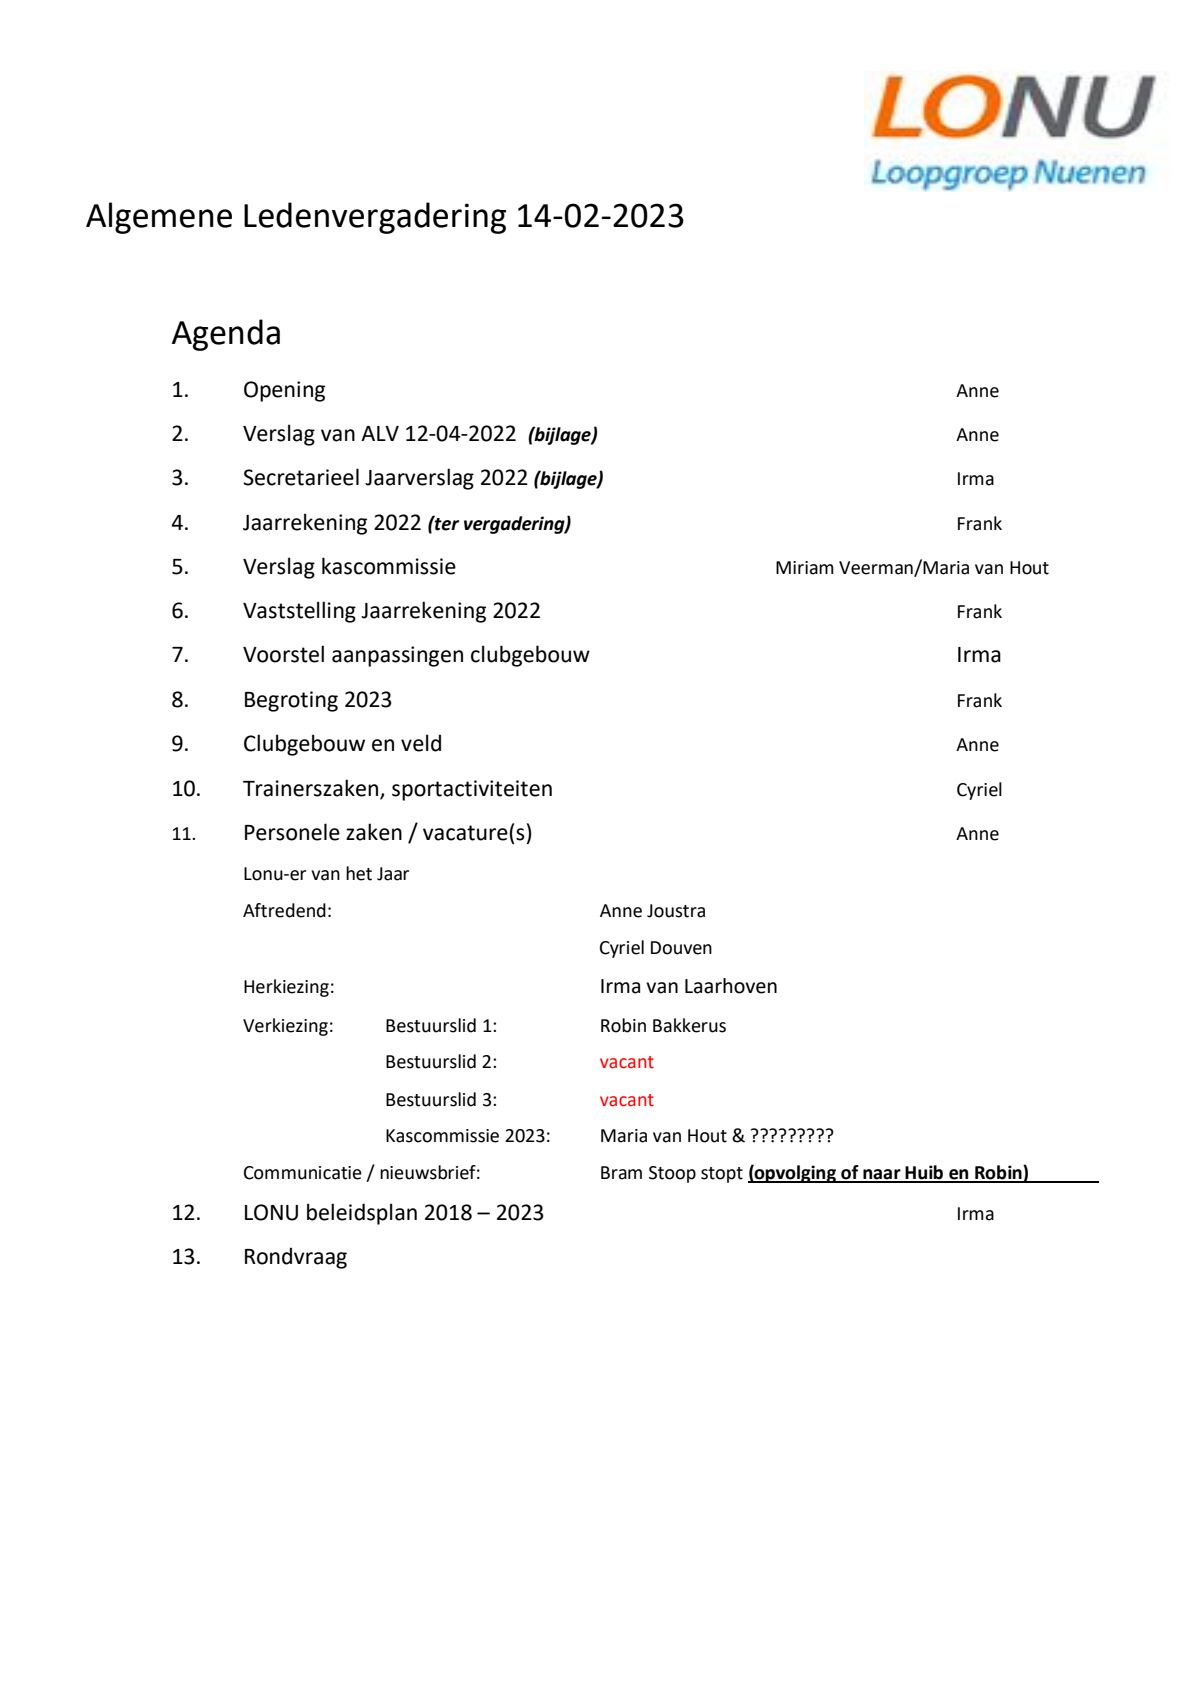 LONU
Loopgroep Nuenen
Algemene Ledenvergadering 14-02-2023
Agenda
1. Opening Anne
2. Verslag van ALV 12-04-2022 (bijlage) Anne
3. Secretarieel Jaarverslag 2022 (bijlage) Irma
4. Jaarrekening 2022 (ter vergadering) Frank
5. Verslag kascommissie Miriam Veerman/Maria van Hout
6. Vaststelling Jaarrekening 2022 Frank
7. Voorstel aanpassingen clubgebouw Irma
8. Begroting 2023 Frank
9. Clubgebouw en veld Anne
10. Trainerszaken, sportactiviteiten Cyriel
11. Personele zaken / vacature(s) Anne
Lonu-er van het Jaar
Aftredend: Anne Joustra
Cyriel Douven
Herkiezing: Irma van Laarhoven
Verkiezing: Bestuurslid 1: Robin Bakkerus
Bestuurslid 2: vacant
Bestuurslid 3: vacant
Kascommissie 2023: Maria van Hout & ?????????
Communicatie / nieuwsbrief: Bram Stoop stopt (opvolging of naar Huib en Robin)
12. LONU beleidsplan 2018 – 2023 Irma
13. Rondvraag